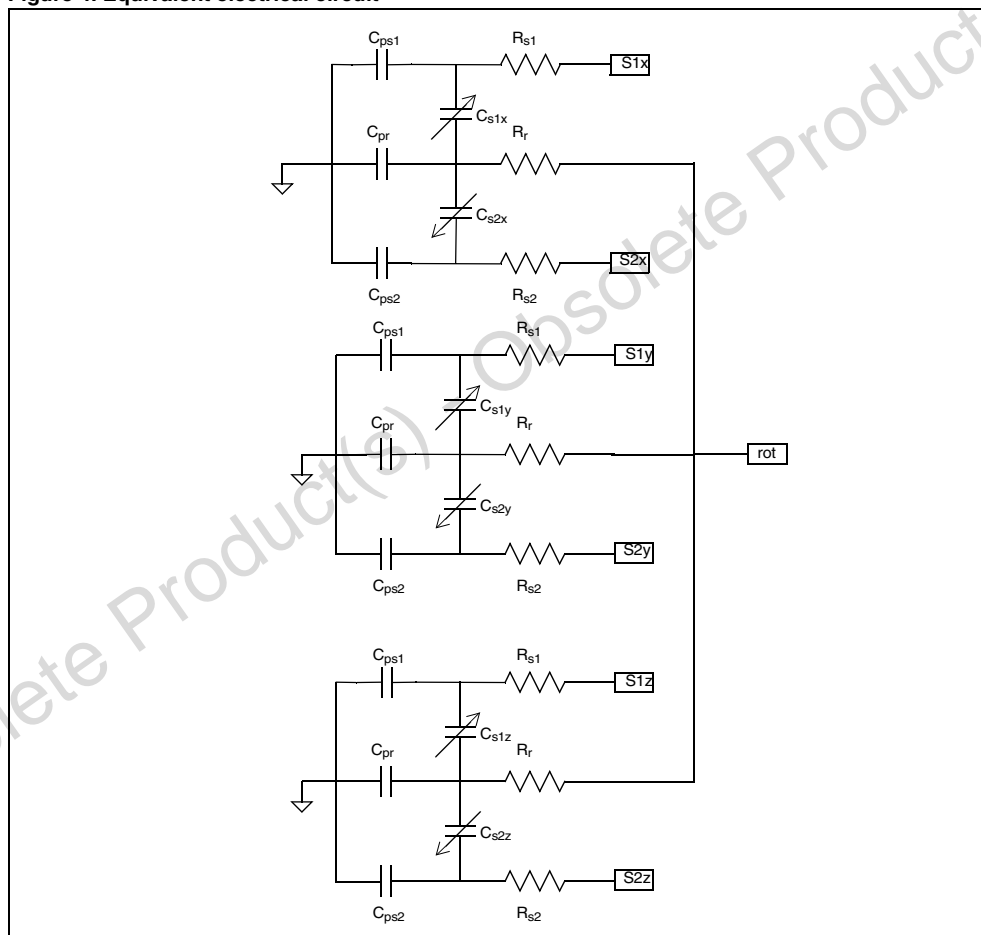 Figure 4. Equivalent electrical circuit
Cps1
Rs1
S1x
Cs1x
Cpr
Rr
Cs2x
S2x
Cps2
Rs2
Cps1
Rs1
S1y
Cs1y
Cpr
Rr
rot
Cs2y
S2y
Cps2
Rs2
Cps1
Rs1
S1z
Cs1z
Cpr
Rr
Cs2z
S2z
Cps2
Rs2
lete Product(s) - Obsolete Product